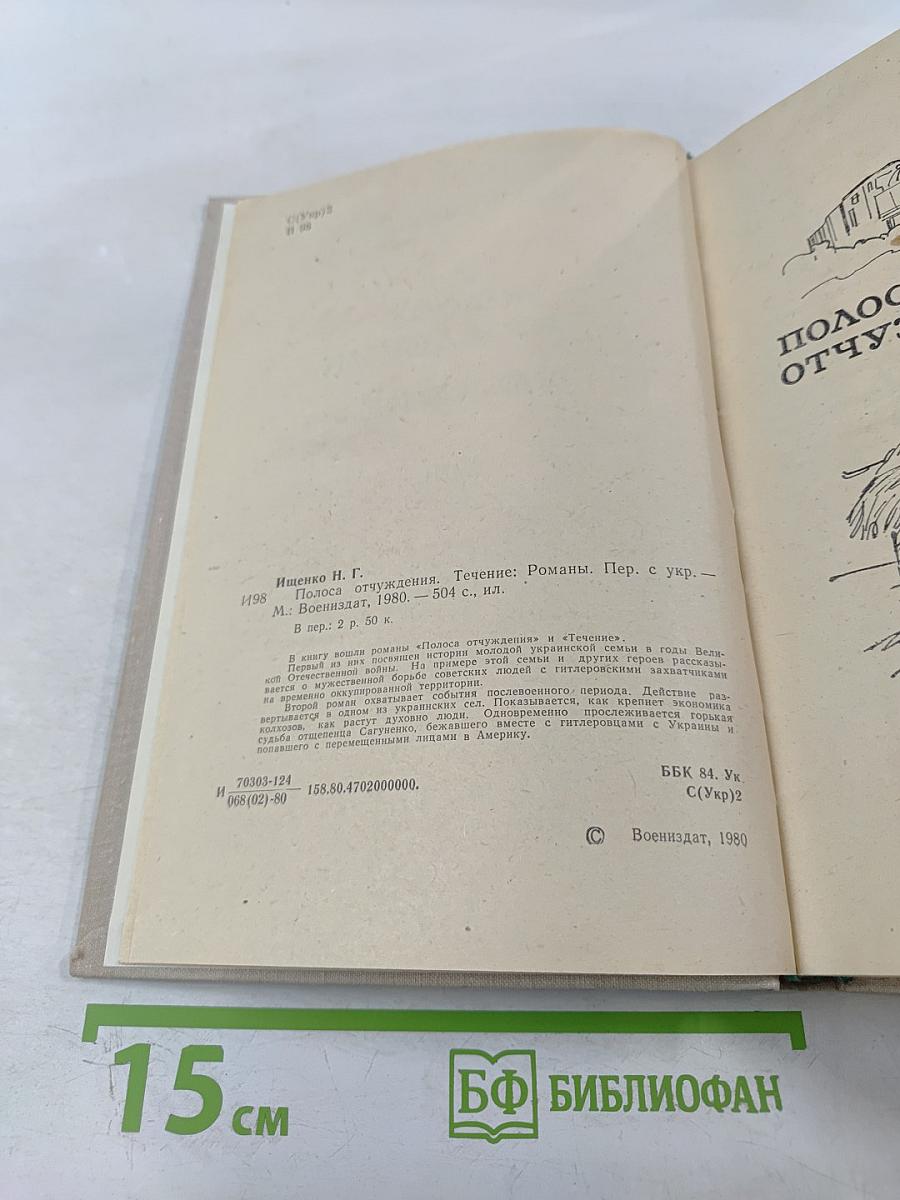 С(Укр)2
И 98
Ищенко Н. Г.
И98 Полоса отчуждения. Течение: Романы. Пер. с укр. —
М.: Воениздат, 1980. — 504 с., ил.
В пер.: 2 р. 50 к.
В книгу вошли романы «Полоса отчуждения» и «Течение».
Первый из них посвящен истории молодой украинской семьи в годы Вели-
кой Отечественной войны. На примере этой семьи и других героев рассказы-
вается о мужественной борьбе советских людей с гитлеровскими захватчиками
на временно оккупированной территории.
Второй роман охватывает события послевоенного периода. Действие раз-
вертывается в одном из украинских сел. Показывается, как крепнет экономика
колхозов, как растут духовно люди. Одновременно прослеживается горькая
судьба отщепенца Сагуненко, бежавшего вместе с гитлеровцами с Украины и
попавшего с перемещенными лицами в Америку.
И 70303-124
068(02)-80 — 158.80.4702000000.
ББК 84. Ук
С(Укр)2
© Воениздат, 1980
ПОЛОС
ОТЧУЗ
15 см
БФ БИБЛИОФАН